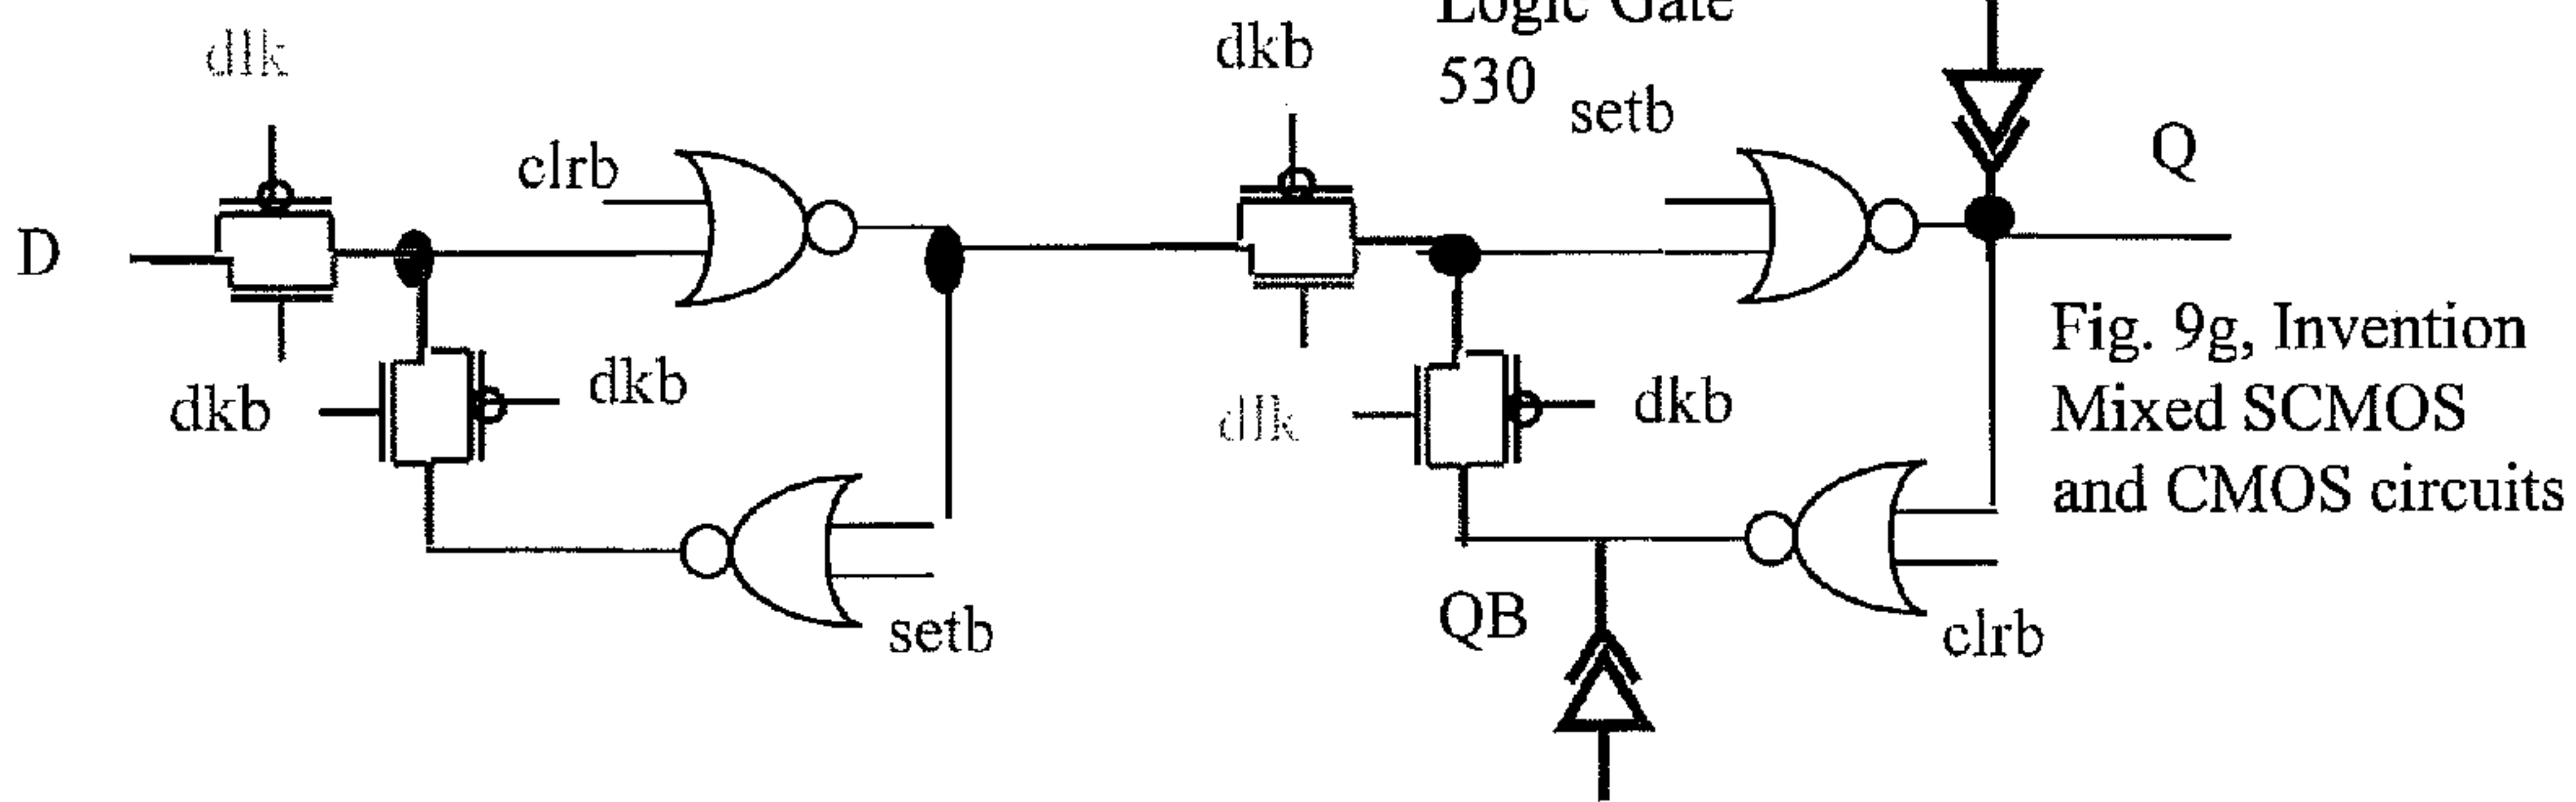 Logic Gate
530
dlk
dkb
setb
clrb
Q
D
dkb
dkb
dlk
dkb
Fig. 9g, Invention
Mixed SCMOS
and CMOS circuits
setb
QB
clrb
dkb